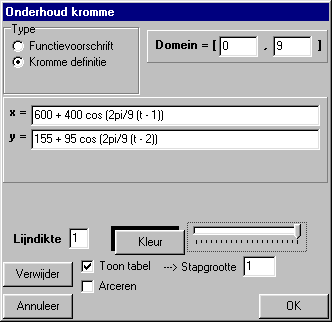 Onderhoud kromme
Type
Functievoorschrift
Kromme definitie
Domein = [ 0 , 9 ]
x = 600 + 400 cos (2pi/9 (t - 1))
y = 155 + 95 cos (2pi/9 (t - 2))
Lijndikte 1 Kleur
Verwijder Toon tabel ---> Stapgrootte 1
Arceren
Annuleer OK